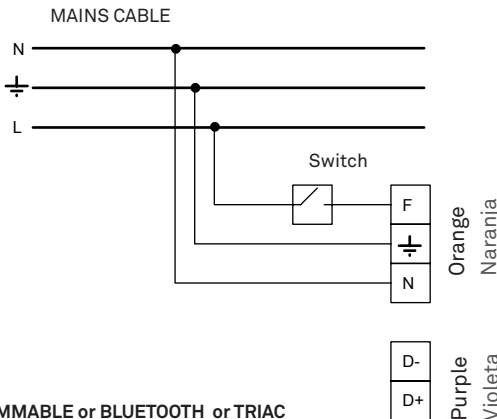 MAINS CABLE
N
L
Switch
F
N
Orange
Narania
D-
D+
Purple
Violeta
MMABLE or BLUETOOTH or TRIAC